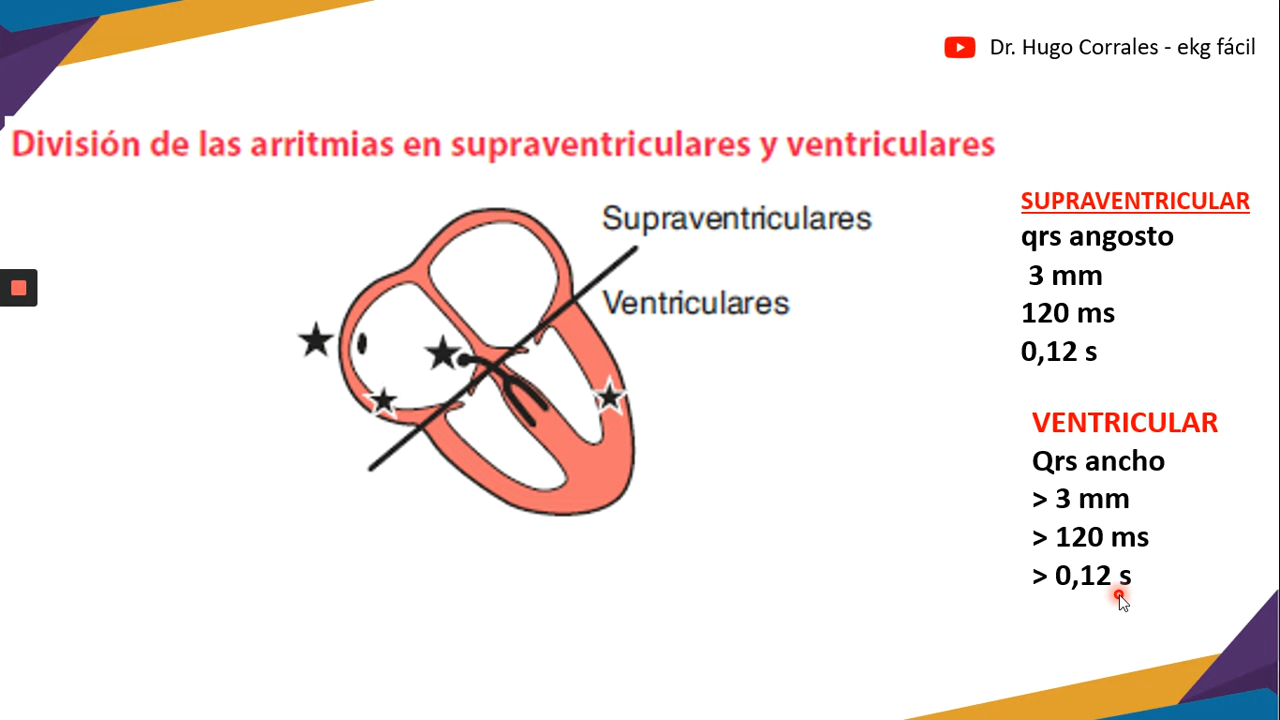 Dr. Hugo Corrales - ekg fácil
División de las arritmias en supraventriculares y ventriculares
Supraventriculares
Ventriculares
SUPRAVENTRICULAR
qrs angosto
3 mm
120 ms
0,12 s
VENTRICULAR
Qrs ancho
> 3 mm
> 120 ms
> 0,12 s